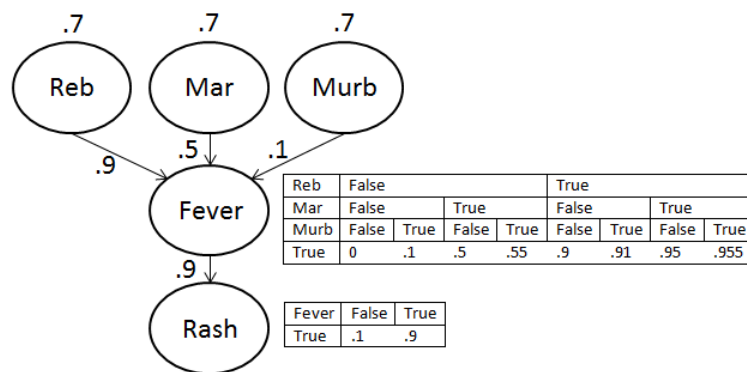 .7 .7 .7
Reb Mar Murb
.9 .5 .1
Fever
Reb False True
Mar False True False True
Murb False True False True False True False True
True 0 .1 .5 .55 .9 .91 .95 .955
.9
Rash
Fever False True
True .1 .9